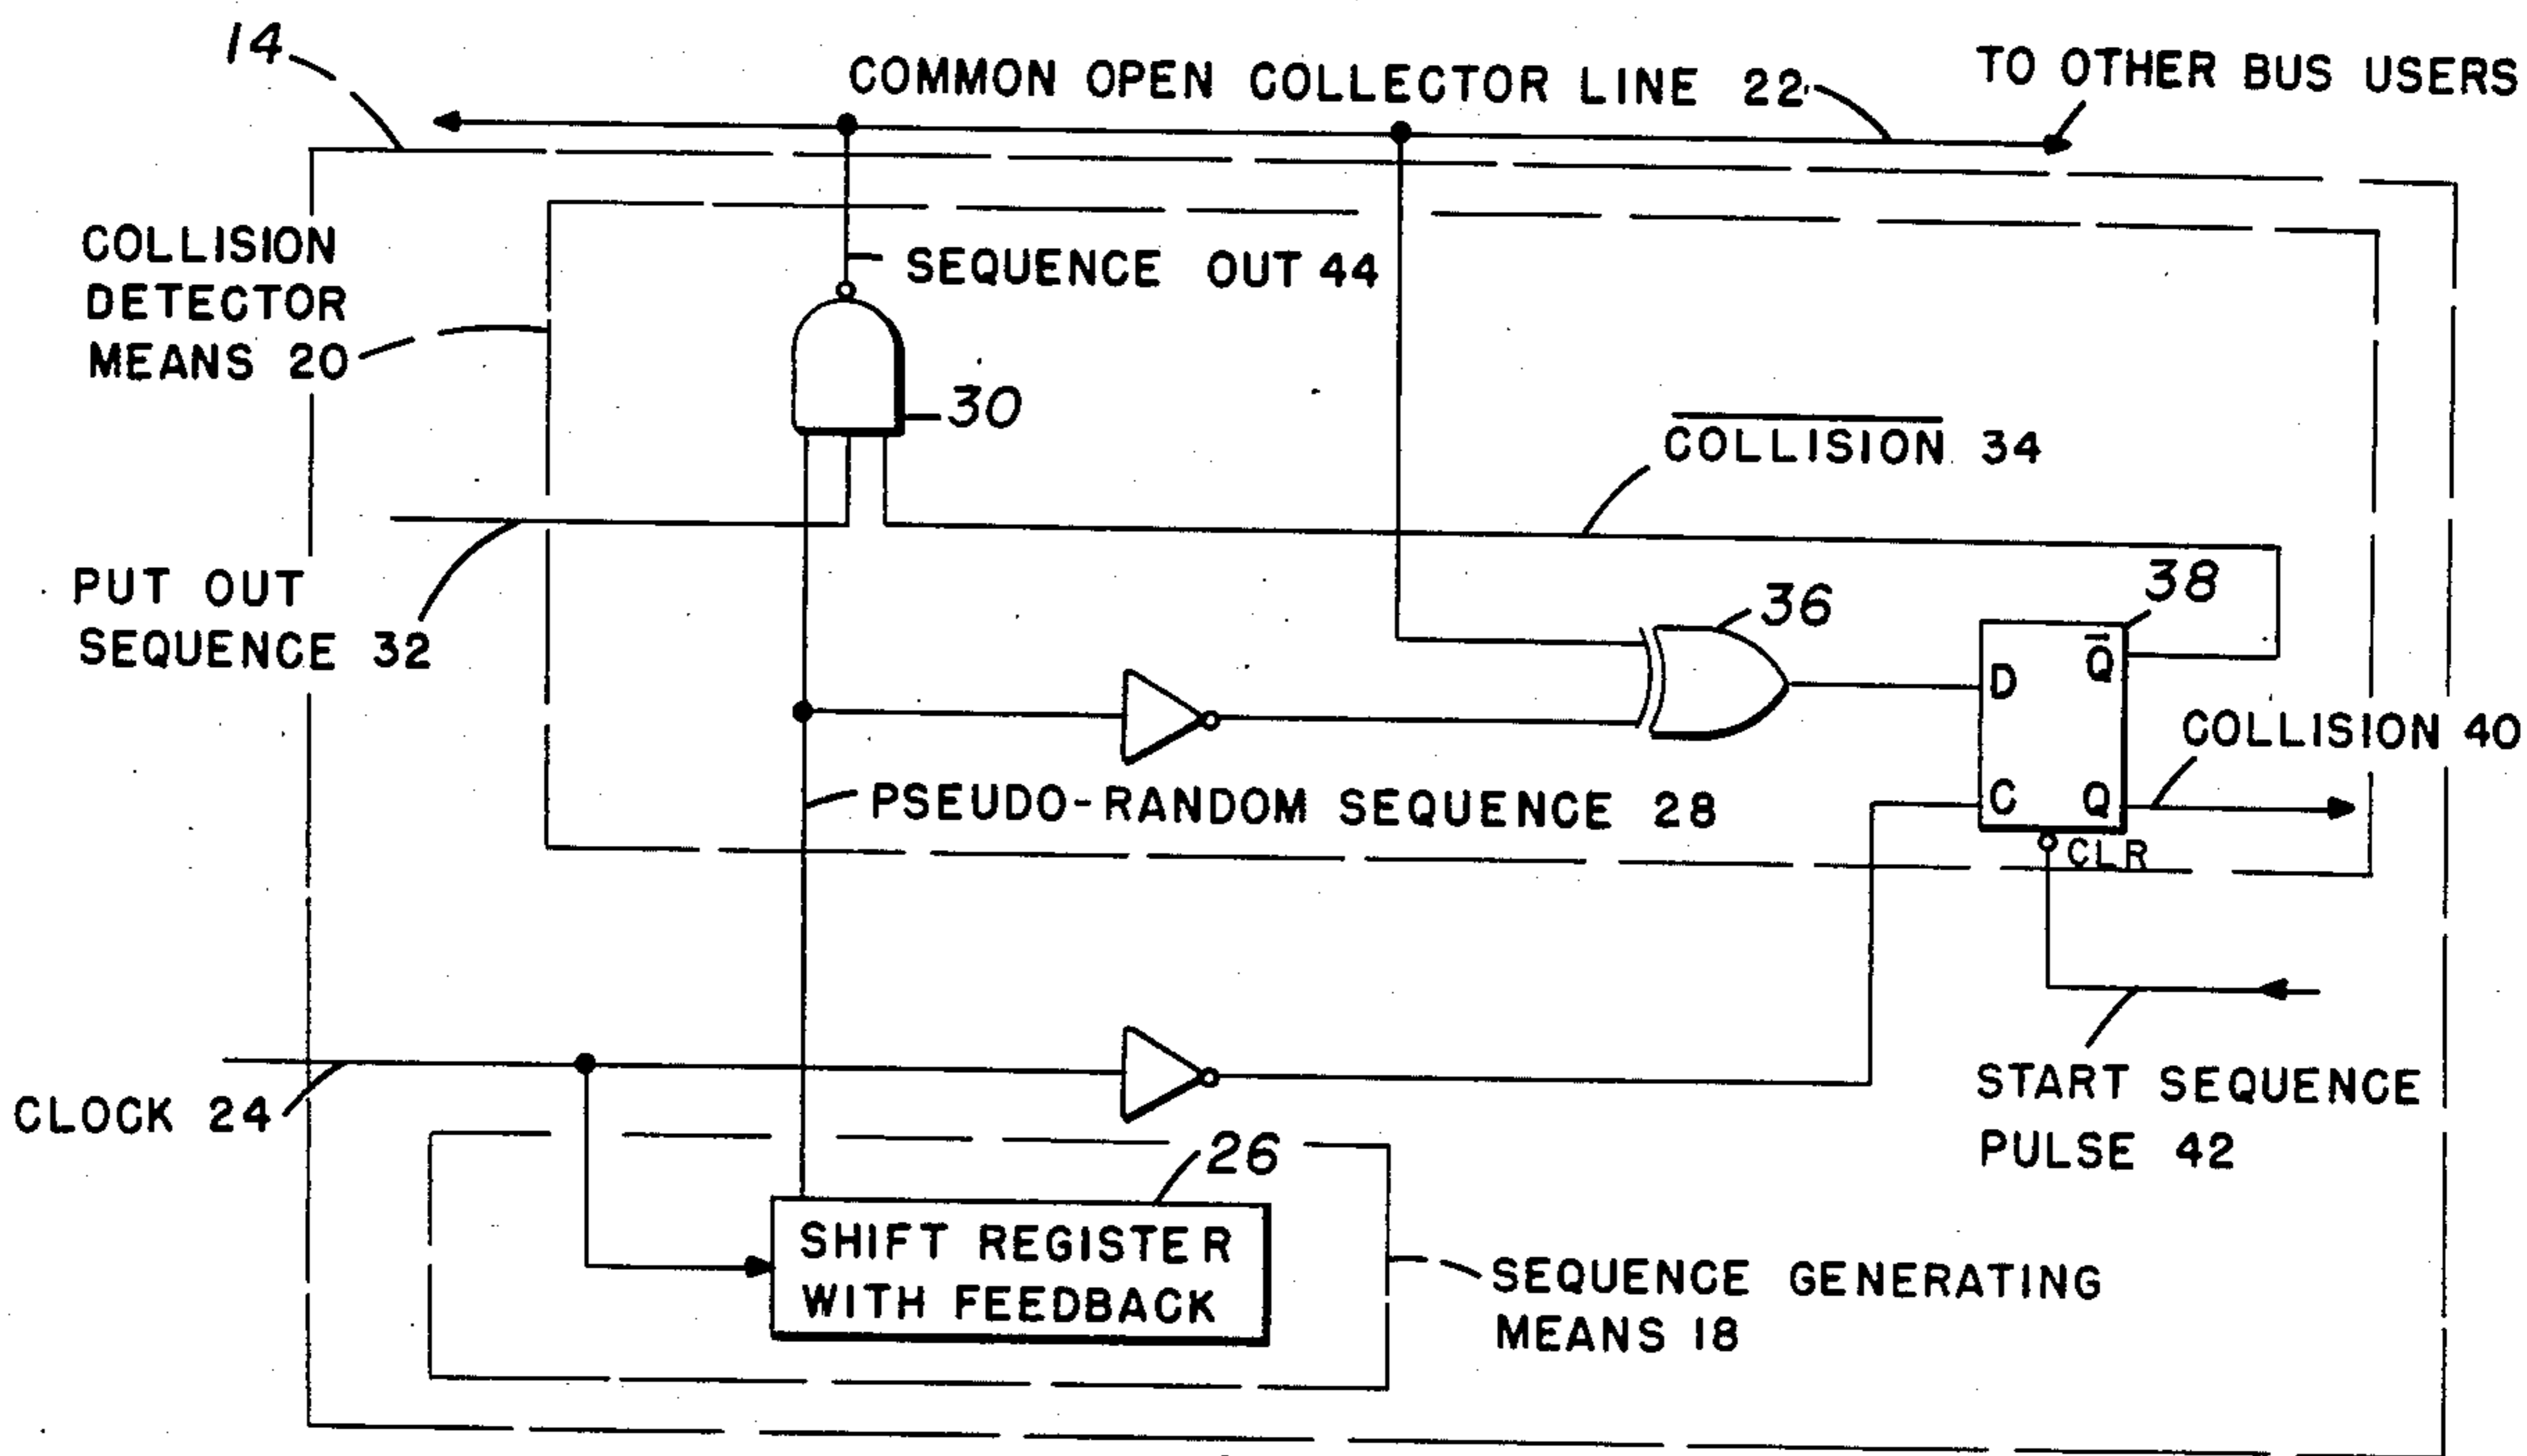 14
COMMON OPEN COLLECTOR LINE 22
TO OTHER BUS USERS
COLLISION
DETECTOR
MEANS 20
SEQUENCE OUT 44
30
COLLISION 34
PUT OUT
SEQUENCE 32
36
38
D
Q̅
COLLISION 40
C
Q
CLR
PSEUDO-RANDOM SEQUENCE 28
CLOCK 24
START SEQUENCE
PULSE 42
26
SHIFT REGISTER
WITH FEEDBACK
SEQUENCE GENERATING
MEANS 18